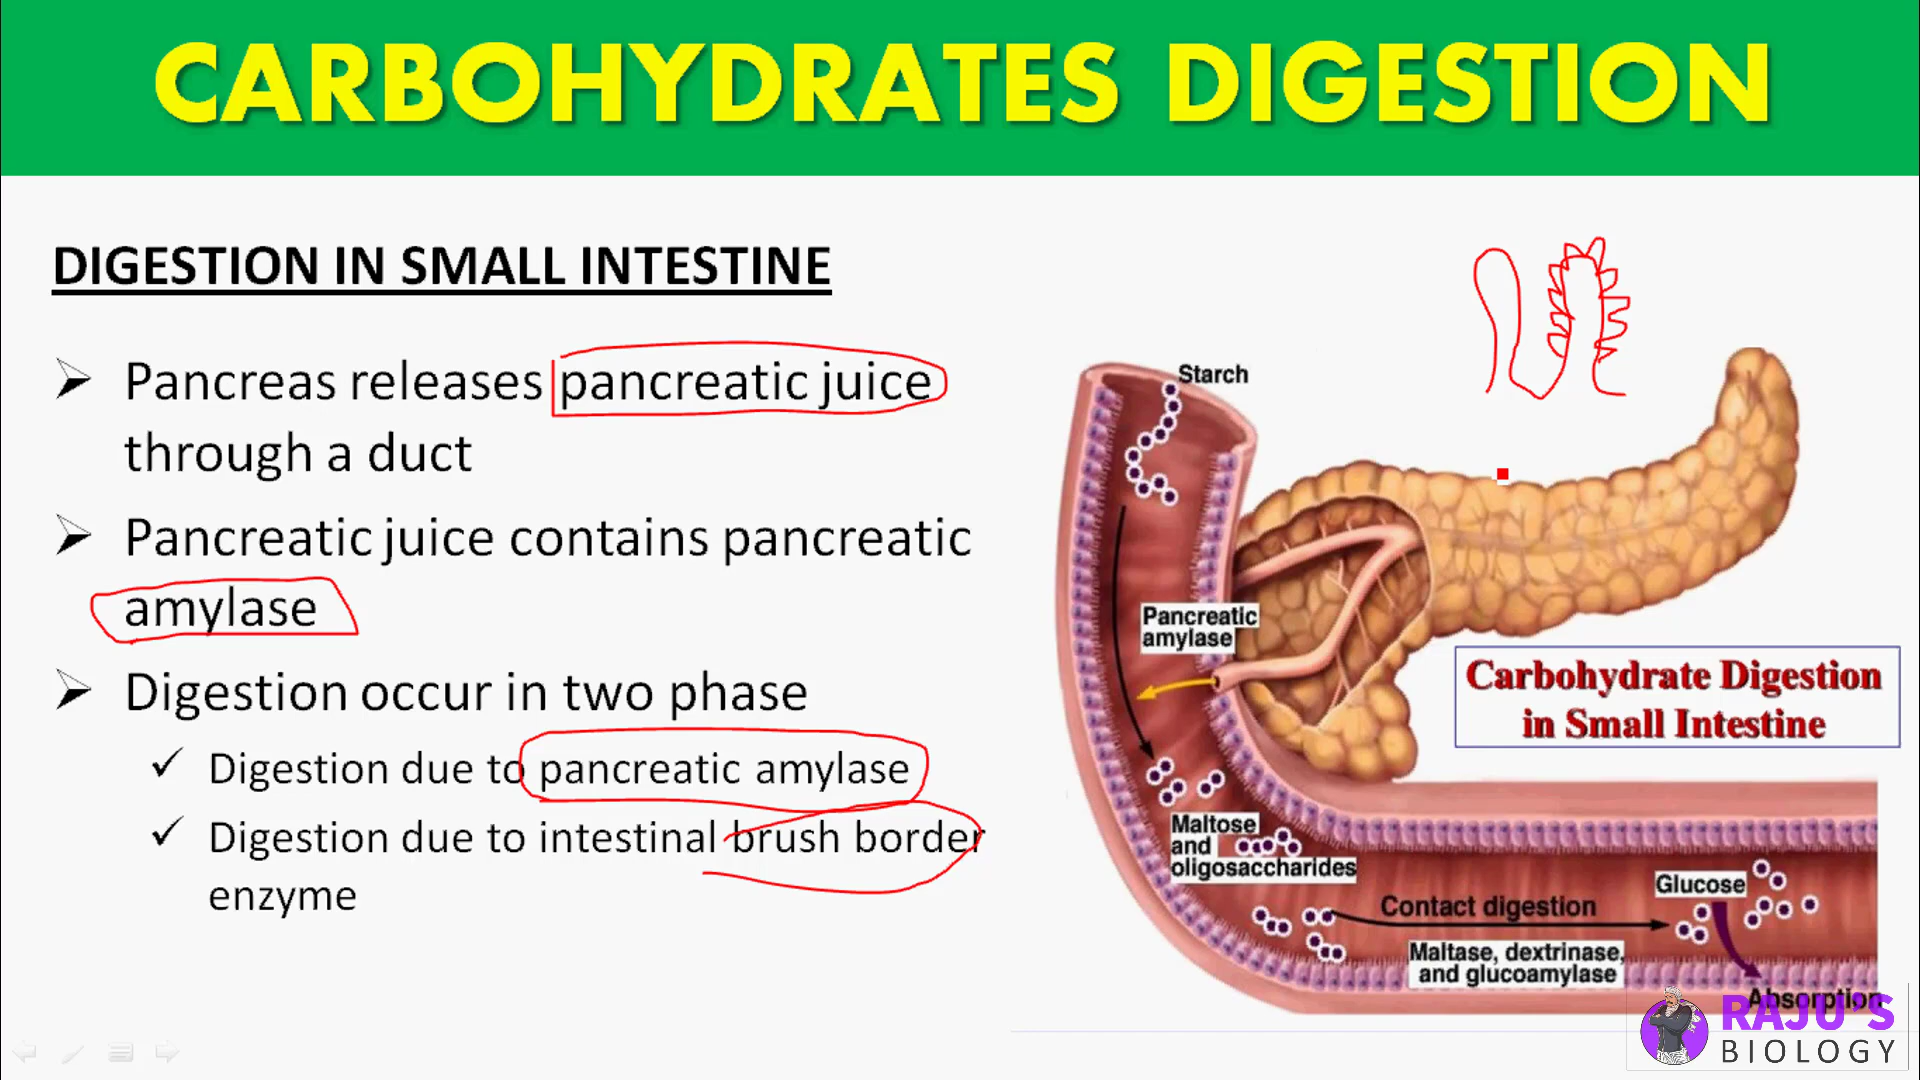 CARBOHYDRATES DIGESTION
DIGESTION IN SMALL INTESTINE
Pancreas releases pancreatic juice
through a duct
Pancreatic juice contains pancreatic
amylase
Digestion occur in two phase
Digestion due to pancreatic amylase
Digestion due to intestinal brush border
enzyme
Starch
Pancreatic
amylase
Carbohydrate Digestion
in Small Intestine
Maltose
and
oligosaccharides
Glucose
Contact digestion
Maltase, dextrinase,
and glucoamylase
Absorption
RAJU'S
BIOLOGY